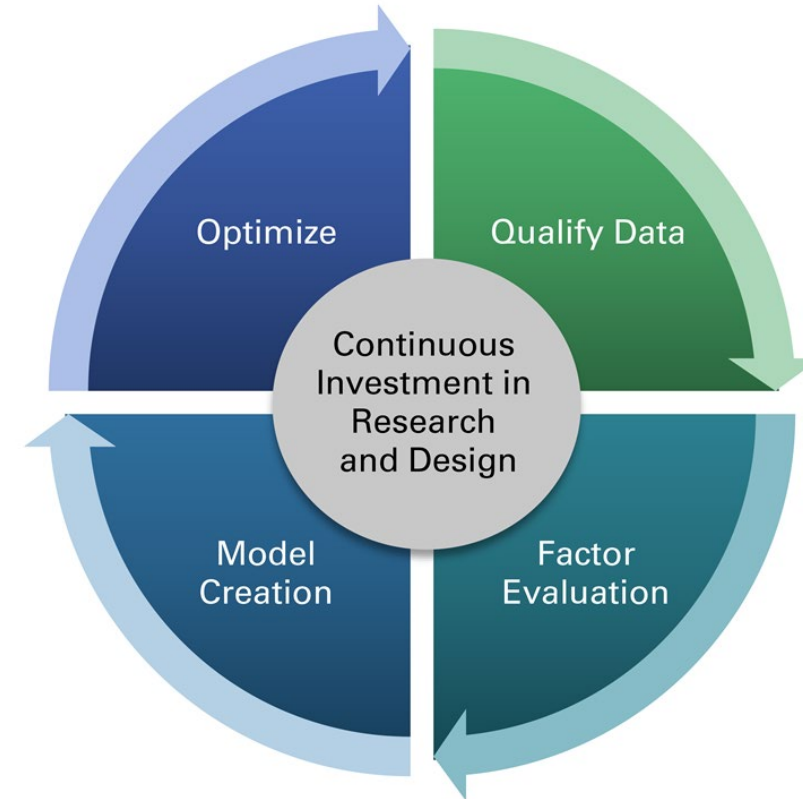 Optimize
Qualify Data
Continuous
Investment in
Research
and Design
Model
Creation
Factor
Evaluation